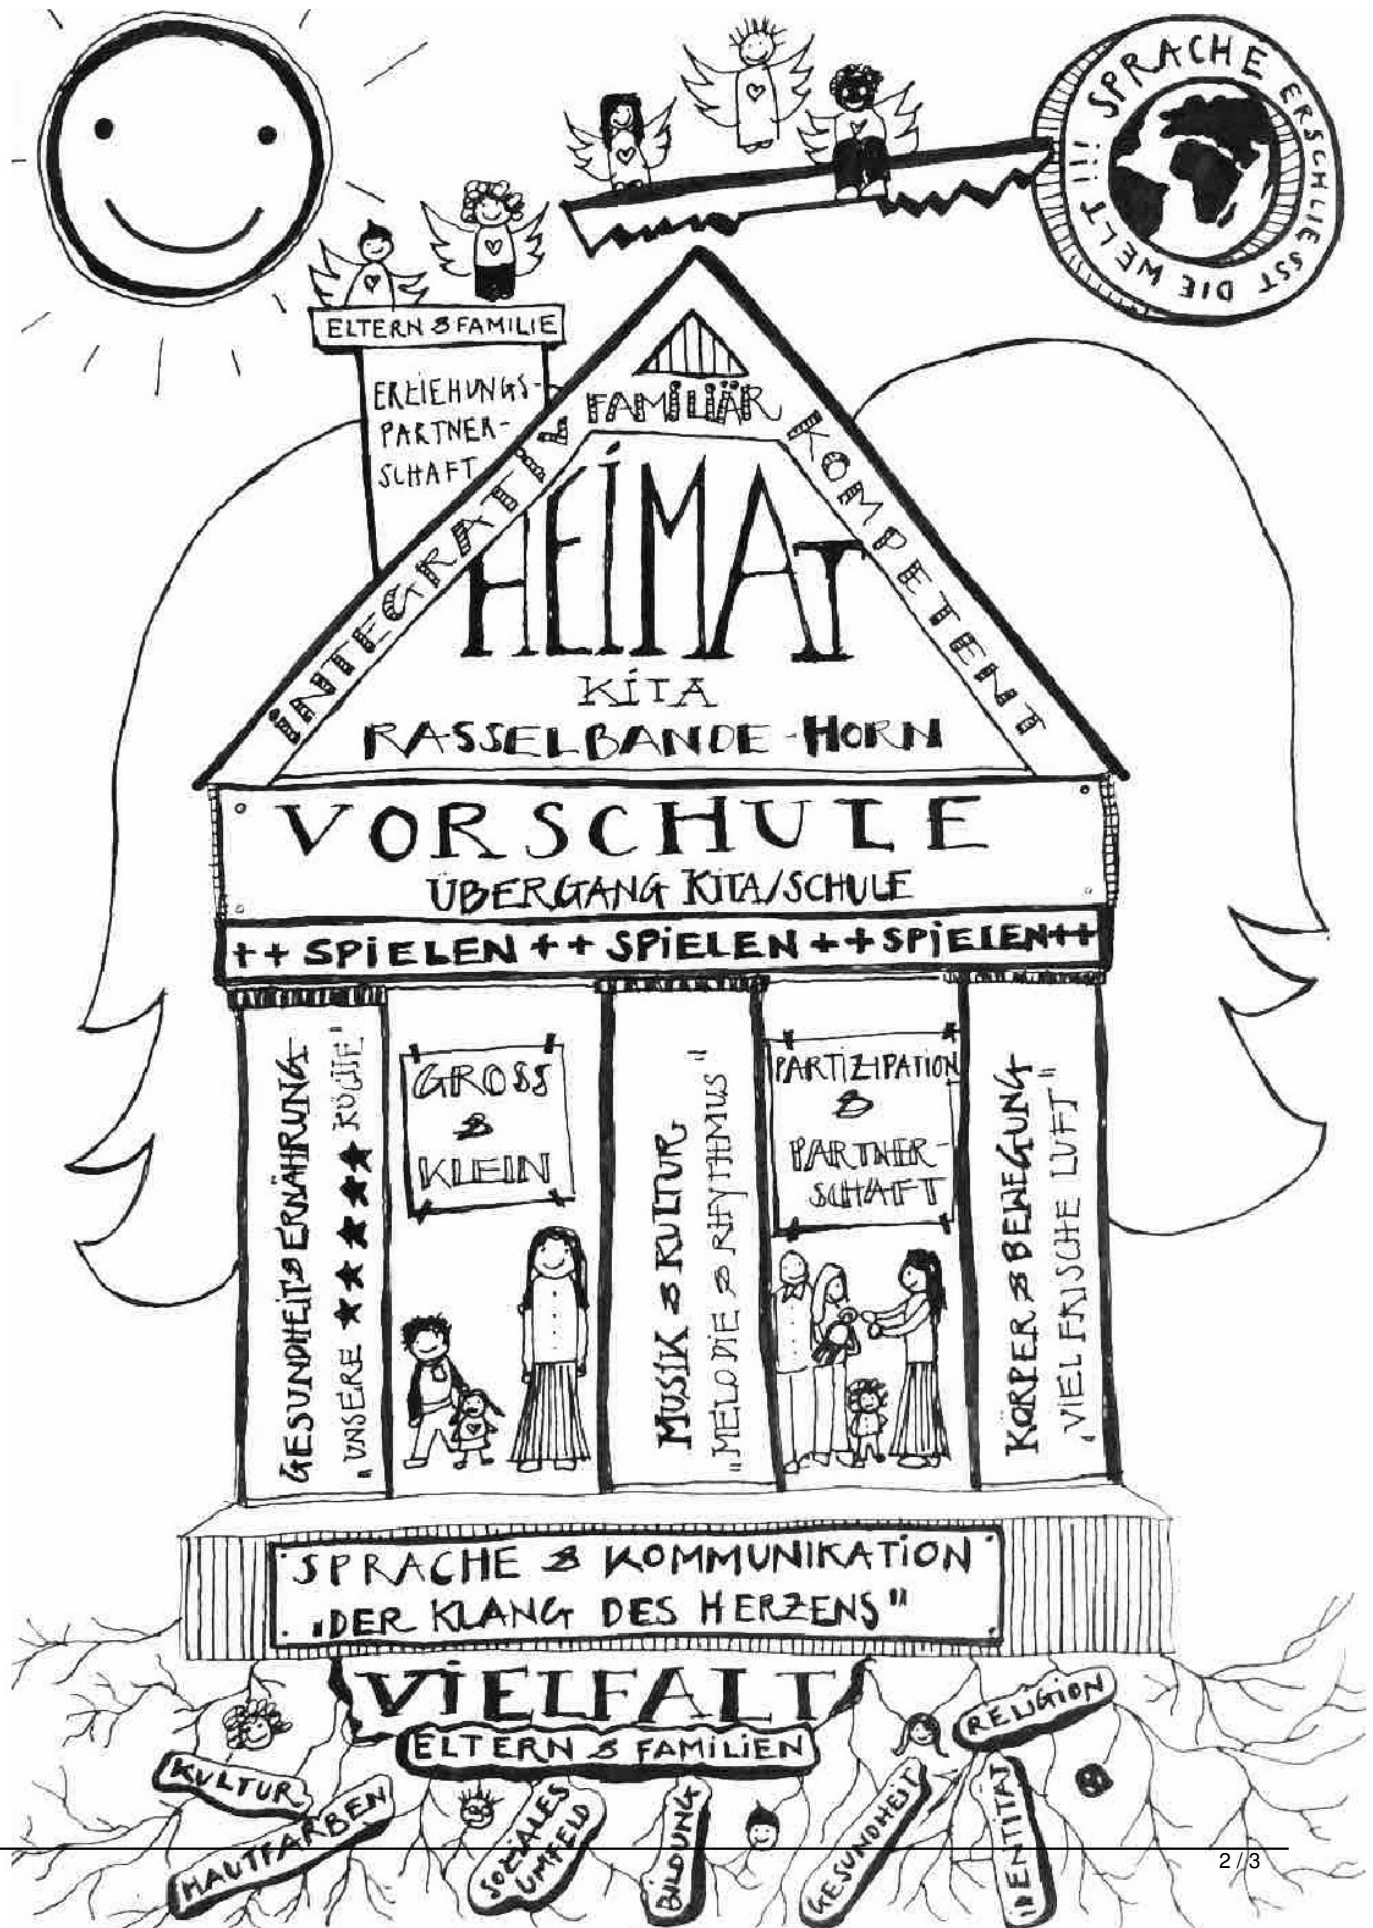 SPRACHE ERSCHLIESST DIE WELT!!!
ELTERN & FAMILIE
ERZIEHUNGS-
PARTNER-
SCHAFT
INTEGRATIV
FAMILIÄR
KOMPETENT
HEIMAT
KITA
RASSELBANDE-HORN
VORSCHULE
ÜBERGANG KITA/SCHULE
++ SPIELEN ++ SPIELEN ++ SPIELEN ++
GESUNDHEIT & ERNÄHRUNG
„UNSERE ★★★★★ KÜCHE"
GROSS
&
KLEIN
MUSIK & KULTUR
„MELODIE & RHYTHMUS"
PARTIZIPATION
&
PARTNER-
SCHAFT
KÖRPER & BEWEGUNG
„VIEL FRISCHE LUFT"
SPRACHE & KOMMUNIKATION
„DER KLANG DES HERZENS"
VIELFALT
ELTERN & FAMILIEN
RELIGION
KULTUR
HAUTFARBEN
SOZIALES
UMFELD
BILDUNG
GESUNDHEIT
IDENTITÄT
2 / 3